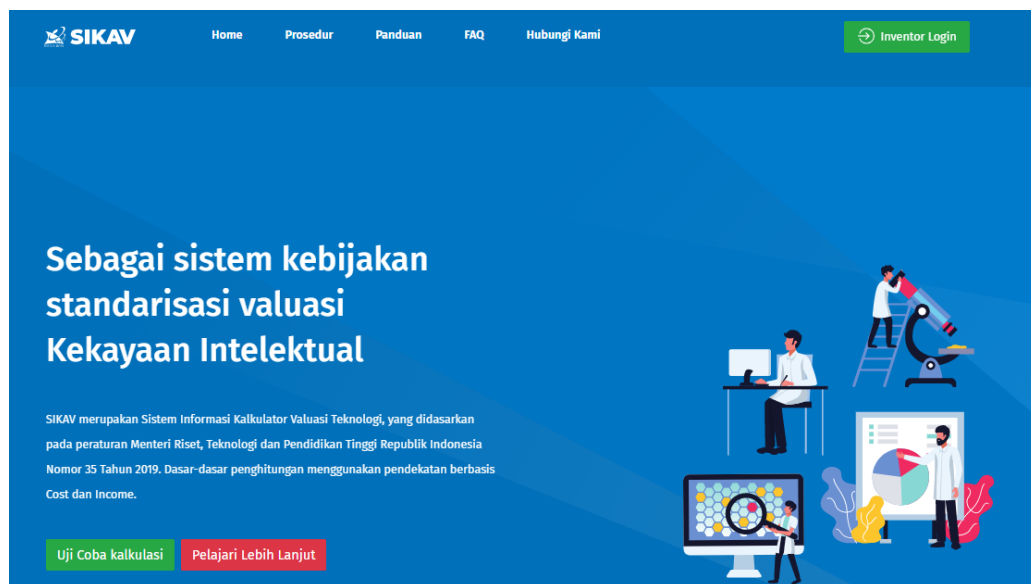 SIKAV
Home
Prosedur
Panduan
FAQ
Hubungi Kami
Inventor Login
Sebagai sistem kebijakan
standarisasi valuasi
Kekayaan Intelektual
SIKAV merupakan Sistem Informasi Kalkulator Valuasi Teknologi, yang didasarkan
pada peraturan Menteri Riset, Teknologi dan Pendidikan Tinggi Republik Indonesia
Nomor 35 Tahun 2019. Dasar-dasar penghitungan menggunakan pendekatan berbasis
Cost dan Income.
Uji Coba kalkulasi
Pelajari Lebih Lanjut